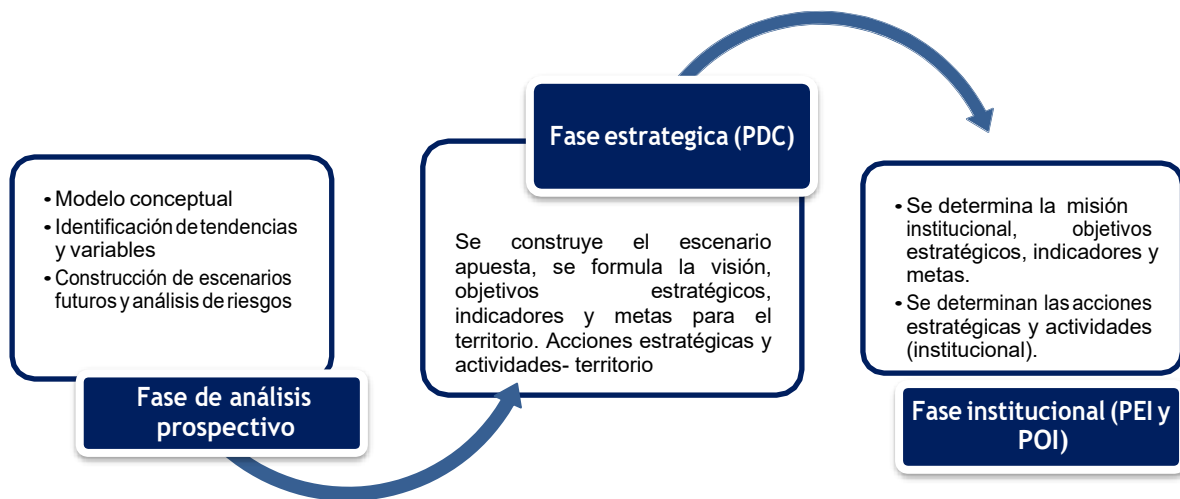 • Modelo conceptual
• Identificación de tendencias
y variables
• Construcción de escenarios
futuros y análisis de riesgos
Fase de análisis
prospectivo
Fase estrategica (PDC)
Se construye el escenario
apuesta, se formula la visión,
objetivos estratégicos,
indicadores y metas para el
territorio. Acciones estratégicas y
actividades- territorio
• Se determina la misión
institucional, objetivos
estratégicos, indicadores y
metas.
• Se determinan las acciones
estratégicas y actividades
(institucional).
Fase institucional (PEI y
POI)